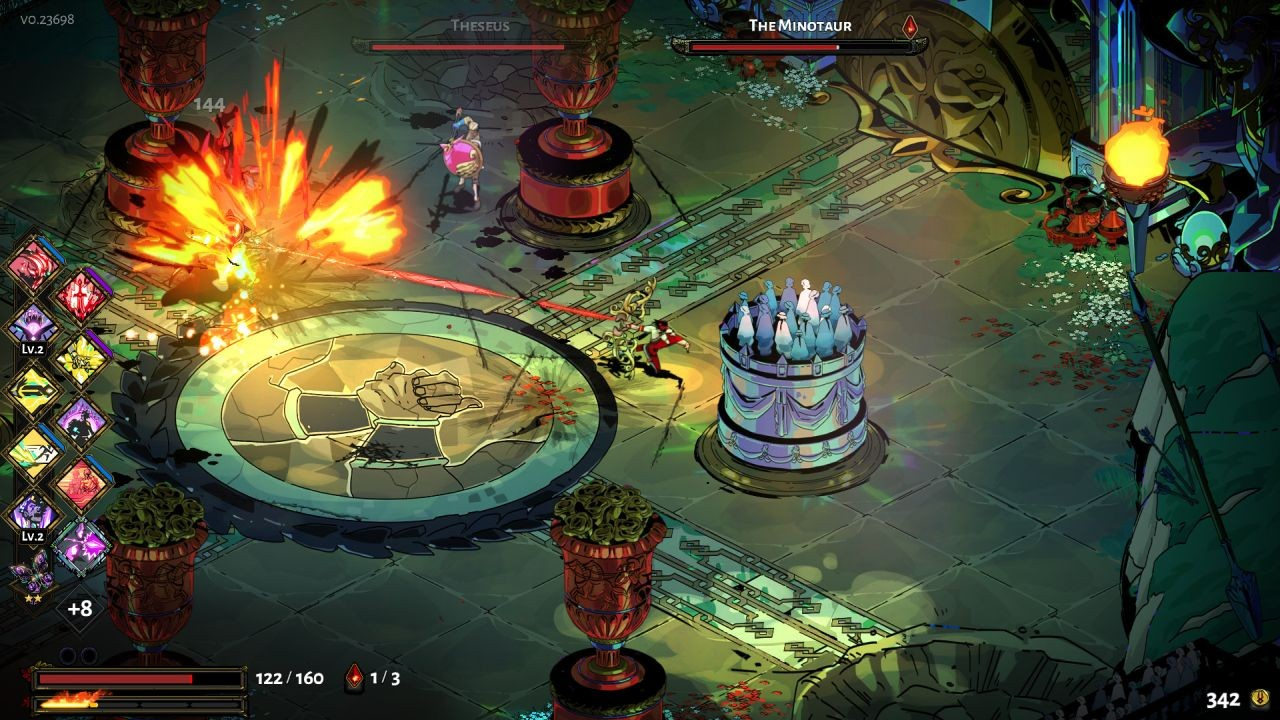 V0.23698
THESEUS
THE MINOTAUR
144
Lv.2
Lv.2
+8
122 / 160
1 / 3
342